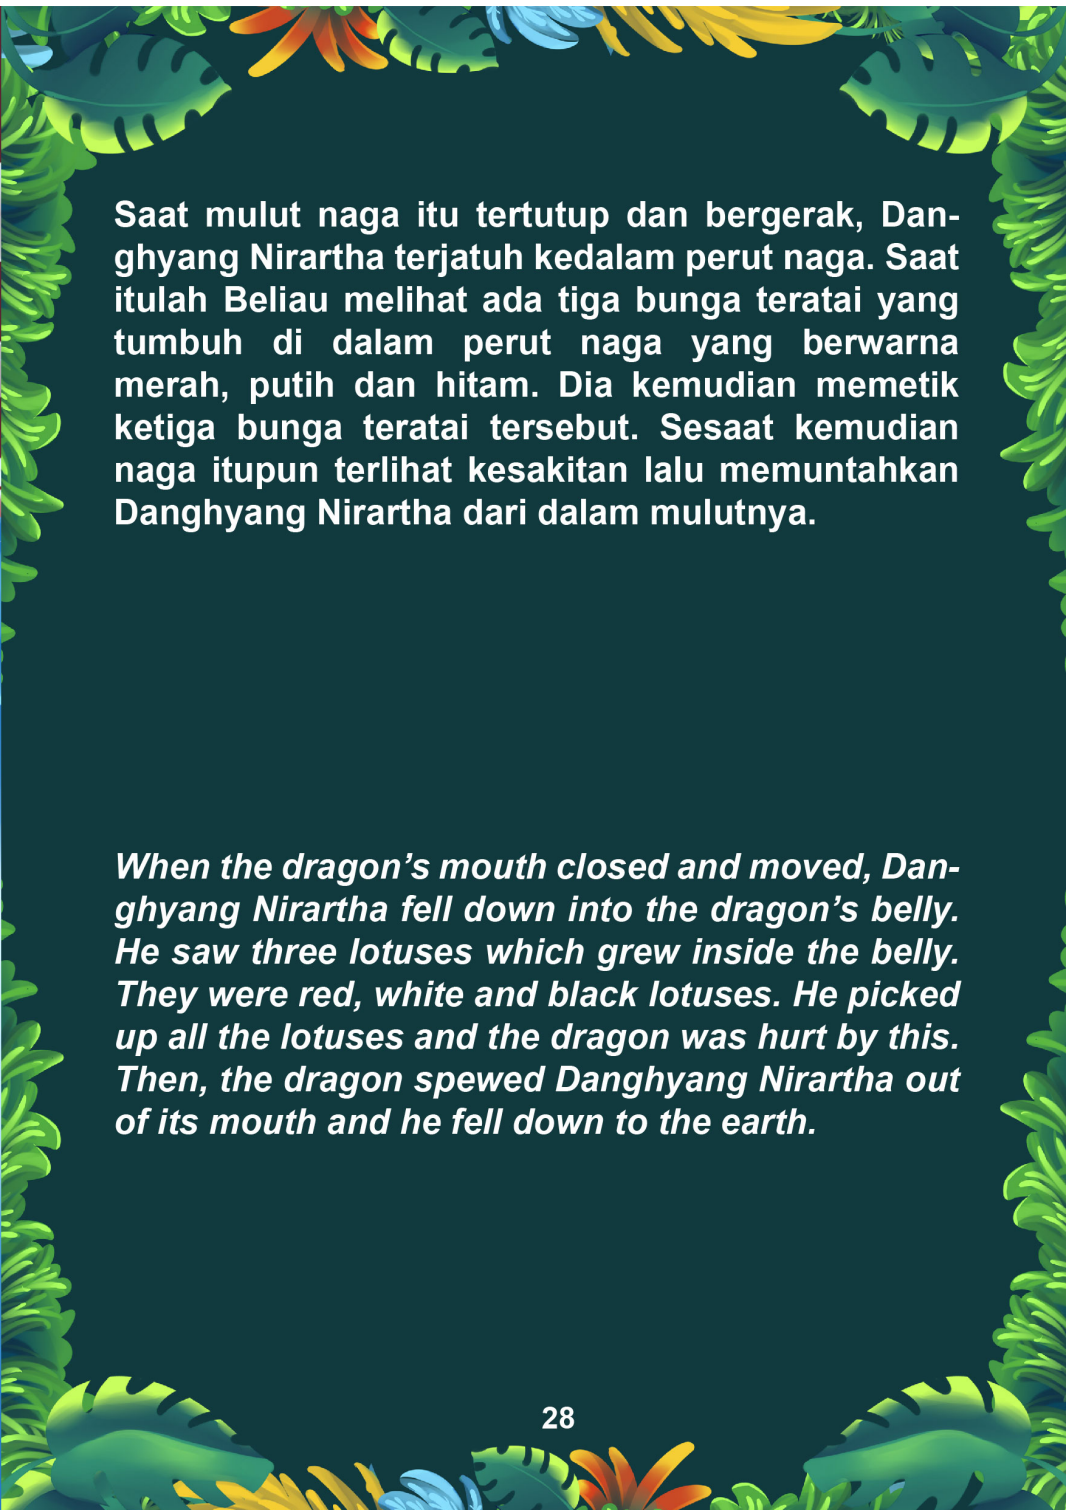 Saat mulut naga itu tertutup dan bergerak, Dan-
ghyang Nirartha terjatuh kedalam perut naga. Saat
itulah Beliau melihat ada tiga bunga teratai yang
tumbuh di dalam perut naga yang berwarna
merah, putih dan hitam. Dia kemudian memetik
ketiga bunga teratai tersebut. Sesaat kemudian
naga itupun terlihat kesakitan lalu memuntahkan
Danghyang Nirartha dari dalam mulutnya.
When the dragon’s mouth closed and moved, Dan-
ghyang Nirartha fell down into the dragon’s belly.
He saw three lotuses which grew inside the belly.
They were red, white and black lotuses. He picked
up all the lotuses and the dragon was hurt by this.
Then, the dragon spewed Danghyang Nirartha out
of its mouth and he fell down to the earth.
28